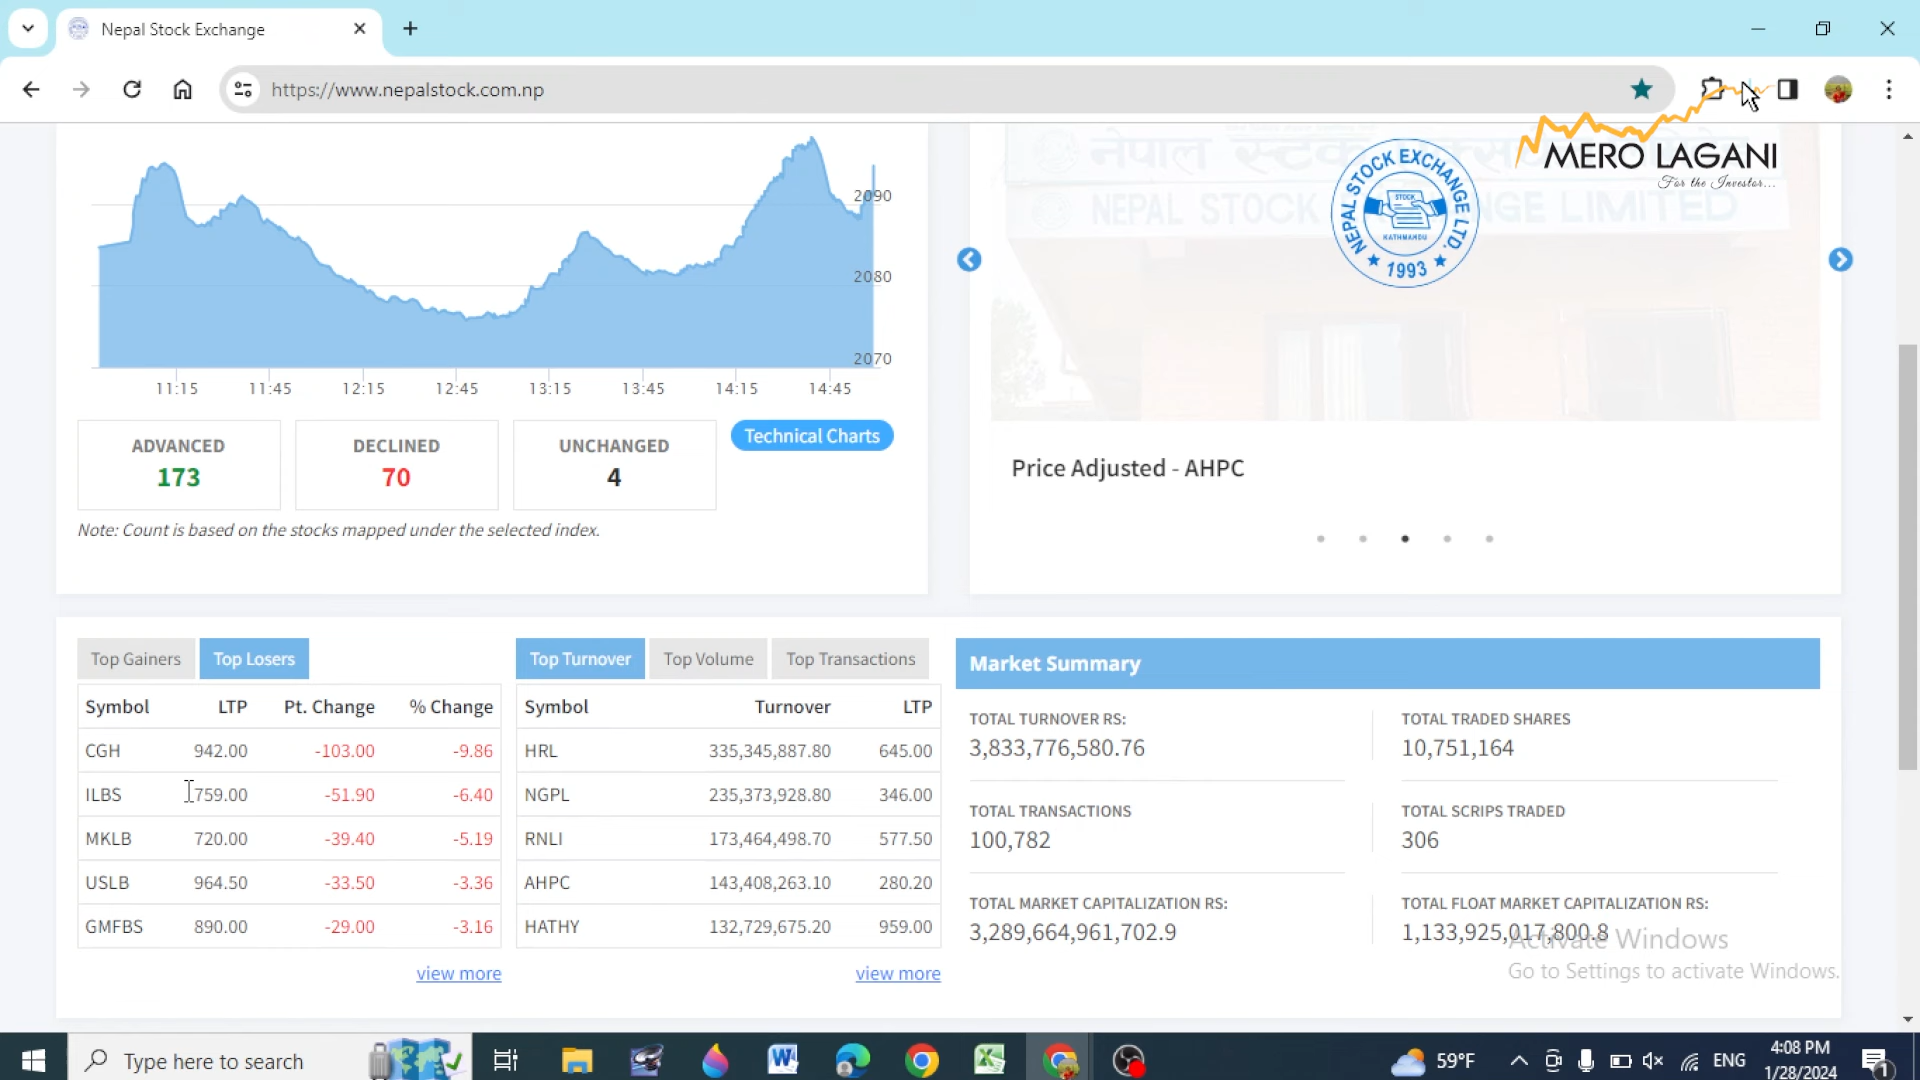 Nepal Stock Exchange
https://www.nepalstock.com.np
MERO LAGANI
For the Investor...
2090
2080
2070
11:15 11:45 12:15 12:45 13:15 13:45 14:15 14:45
नेपाल
NEPAL STOCK EXCHANGE LIMITED
NEPAL STOCK EXCHANGE LTD.
STOCK
KATHMANDU
1993
ADVANCED
173
DECLINED
70
UNCHANGED
4
Technical Charts
Note: Count is based on the stocks mapped under the selected index.
Price Adjusted - AHPC
Top Gainers Top Losers
Symbol LTP Pt. Change % Change
CGH 942.00 -103.00 -9.86
ILBS 759.00 -51.90 -6.40
MKLB 720.00 -39.40 -5.19
USLB 964.50 -33.50 -3.36
GMFBS 890.00 -29.00 -3.16
view more
Top Turnover Top Volume Top Transactions
Symbol Turnover LTP
HRL 335,345,887.80 645.00
NGPL 235,373,928.80 346.00
RNLI 173,464,498.70 577.50
AHPC 143,408,263.10 280.20
HATHY 132,729,675.20 959.00
view more
Market Summary
TOTAL TURNOVER RS:
3,833,776,580.76
TOTAL TRADED SHARES
10,751,164
TOTAL TRANSACTIONS
100,782
TOTAL SCRIPS TRADED
306
TOTAL MARKET CAPITALIZATION RS:
3,289,664,961,702.9
TOTAL FLOAT MARKET CAPITALIZATION RS:
1,133,925,017,800.8
Activate Windows
Go to Settings to activate Windows.
Type here to search
59°F
ENG
4:08 PM
1/28/2024
1